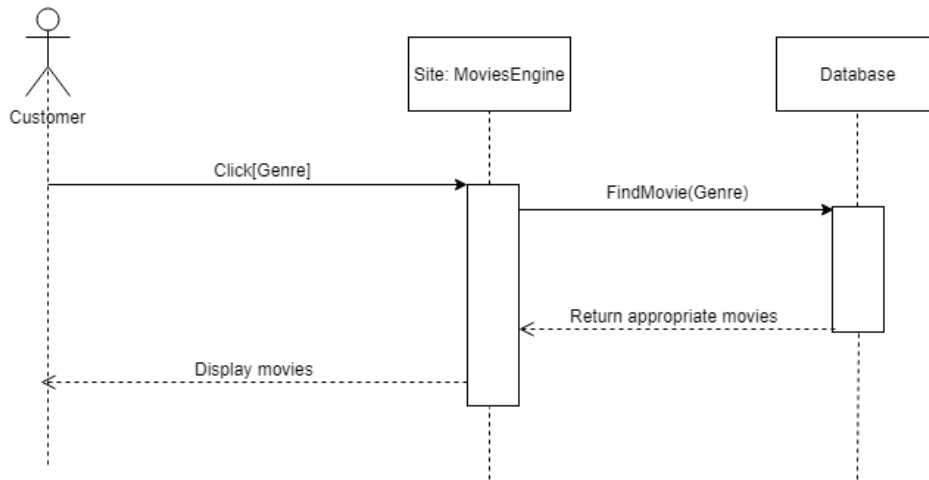 Customer
Site: MoviesEngine
Database
Click[Genre]
FindMovie(Genre)
Return appropriate movies
Display movies